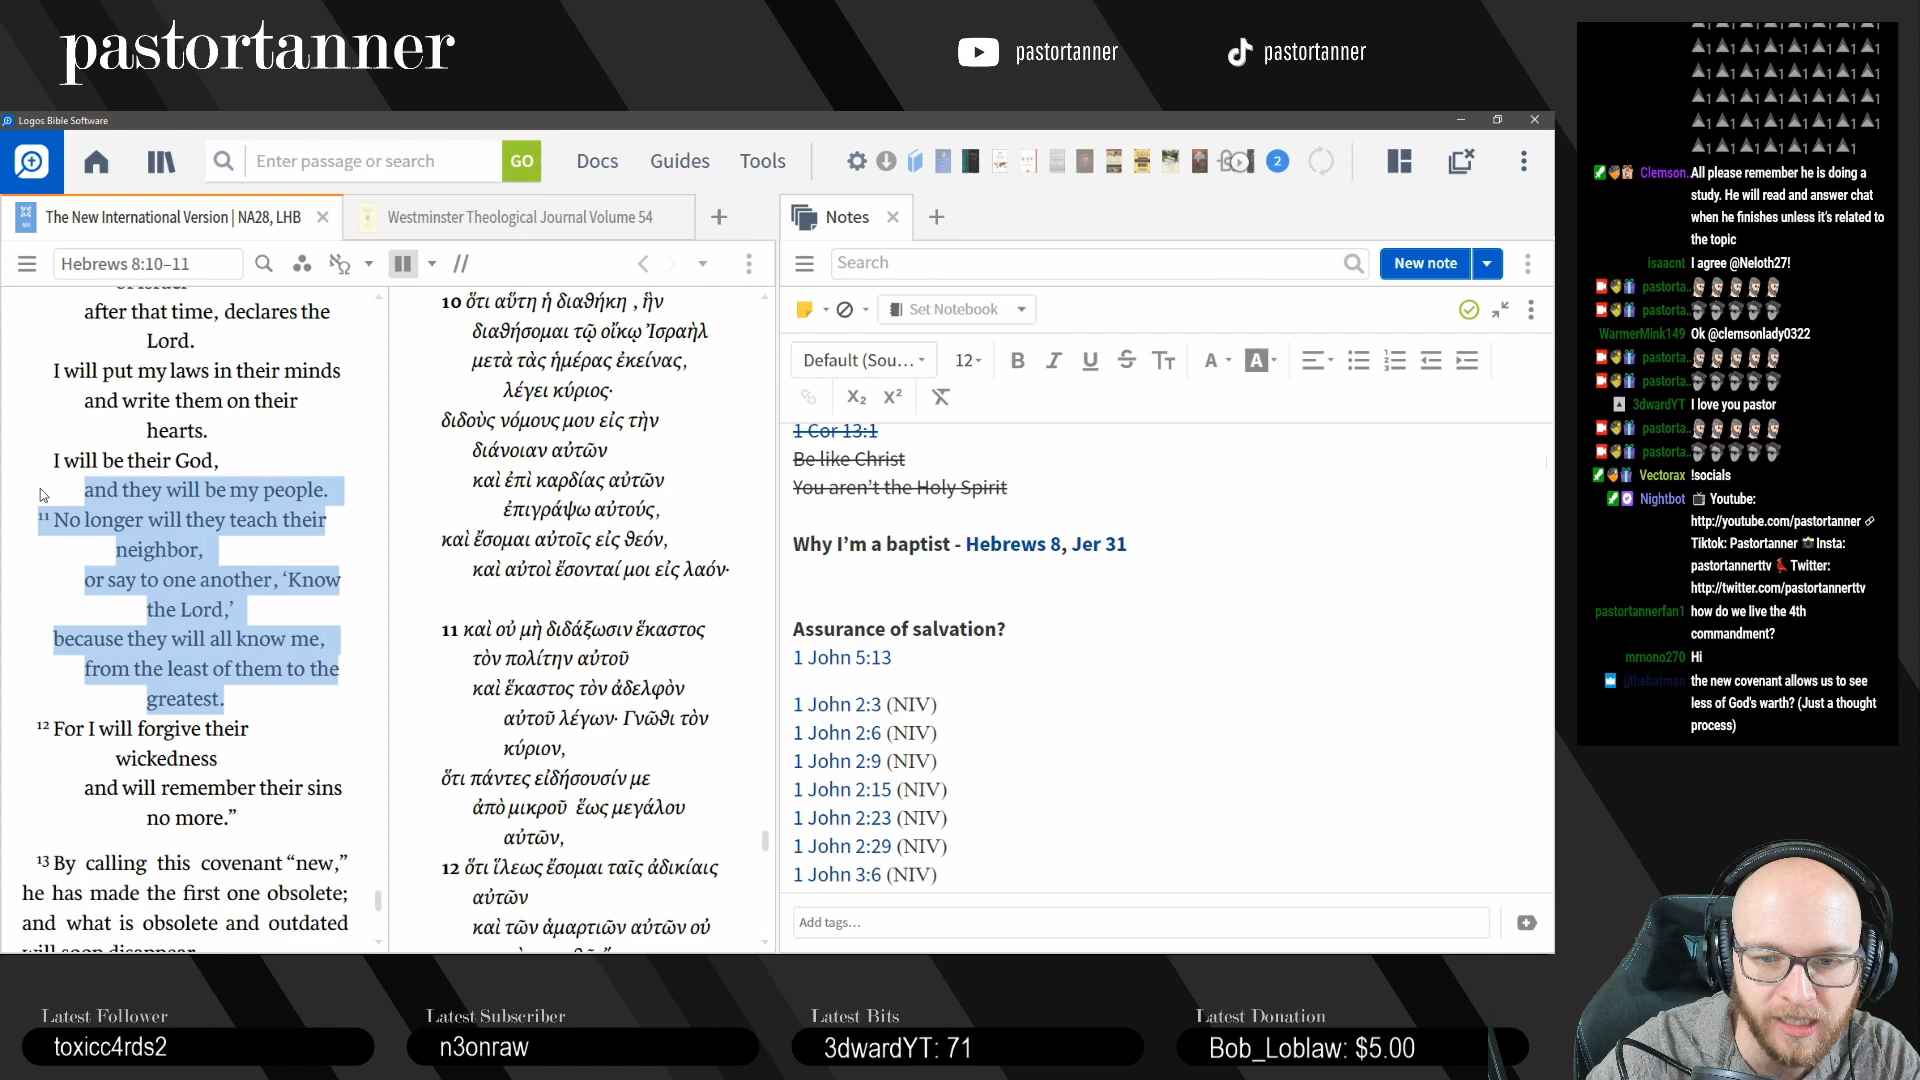 pastortanner
pastortanner
pastortanner
Logos Bible Software
Enter passage or search
GO
Docs
Guides
Tools
2
The New International Version | NA28, LHB
Westminster Theological Journal Volume 54
Hebrews 8:10–11
after that time, declares the
Lord.
I will put my laws in their minds
and write them on their
hearts.
I will be their God,
and they will be my people.
11 No longer will they teach their
neighbor,
or say to one another, ‘Know
the Lord,’
because they will all know me,
from the least of them to the
greatest.
12 For I will forgive their
wickedness
and will remember their sins
no more.”
13 By calling this covenant “new,”
he has made the first one obsolete;
and what is obsolete and outdated
will soon disappear.
10 ὅτι αὕτη ἡ διαθήκη , ἣν
διαθήσομαι τῷ οἴκῳ Ἰσραὴλ
μετὰ τὰς ἡμέρας ἐκείνας,
λέγει κύριος·
διδοὺς νόμους μου εἰς τὴν
διάνοιαν αὐτῶν
καὶ ἐπὶ καρδίας αὐτῶν
ἐπιγράψω αὐτούς,
καὶ ἔσομαι αὐτοῖς εἰς θεόν,
καὶ αὐτοὶ ἔσονταί μοι εἰς λαόν·
11 καὶ οὐ μὴ διδάξωσιν ἕκαστος
τὸν πολίτην αὐτοῦ
καὶ ἕκαστος τὸν ἀδελφὸν
αὐτοῦ λέγων· Γνῶθι τὸν
κύριον,
ὅτι πάντες εἰδήσουσίν με
ἀπὸ μικροῦ ἕως μεγάλου
αὐτῶν,
12 ὅτι ἵλεως ἔσομαι ταῖς ἀδικίαις
αὐτῶν
καὶ τῶν ἁμαρτιῶν αὐτῶν οὐ
Notes
Search
New note
Set Notebook
Default (Sou...
12
1 Cor 13:1
Be like Christ
You aren’t the Holy Spirit
Why I’m a baptist - Hebrews 8, Jer 31
Assurance of salvation?
1 John 5:13
1 John 2:3 (NIV)
1 John 2:6 (NIV)
1 John 2:9 (NIV)
1 John 2:15 (NIV)
1 John 2:23 (NIV)
1 John 2:29 (NIV)
1 John 3:6 (NIV)
Add tags...
Clemson.. All please remember he is doing a
study. He will read and answer chat
when he finishes unless it's related to
the topic
isaacnt I agree @Neloth27!
pastorta..
pastorta..
WarmerMink149 Ok @clemsonlady0322
pastorta..
pastorta..
3dwardYT I love you pastor
pastorta..
pastorta..
Vectorax !socials
Nightbot Youtube:
http://youtube.com/pastortanner
Tiktok: Pastortanner Insta:
pastortannerttv Twitter:
http://twitter.com/pastortannerttv
pastortannerfan1 how do we live the 4th
commandment?
mrnono270 Hi
the new covenant allows us to see
less of God's worth? (Just a thought
process)
Latest Follower
toxicc4rds2
Latest Subscriber
n3onraw
Latest Bits
3dwardYT: 71
Latest Donation
Bob_Loblaw: $5.00